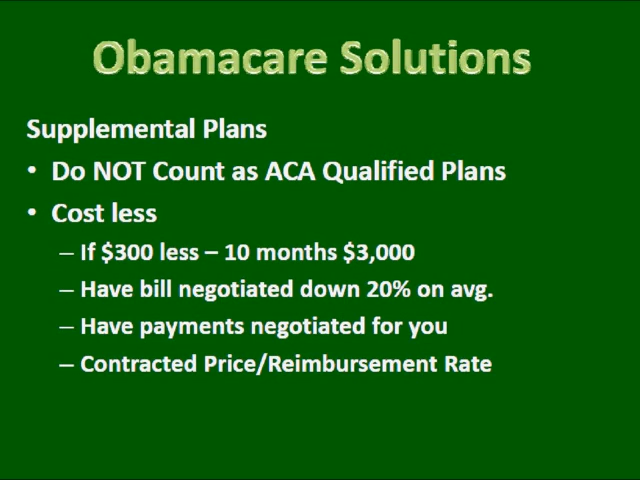 Obamacare Solutions
Supplemental Plans
• Do NOT Count as ACA Qualified Plans
• Cost less
– If $300 less – 10 months $3,000
– Have bill negotiated down 20% on avg.
– Have payments negotiated for you
– Contracted Price/Reimbursement Rate